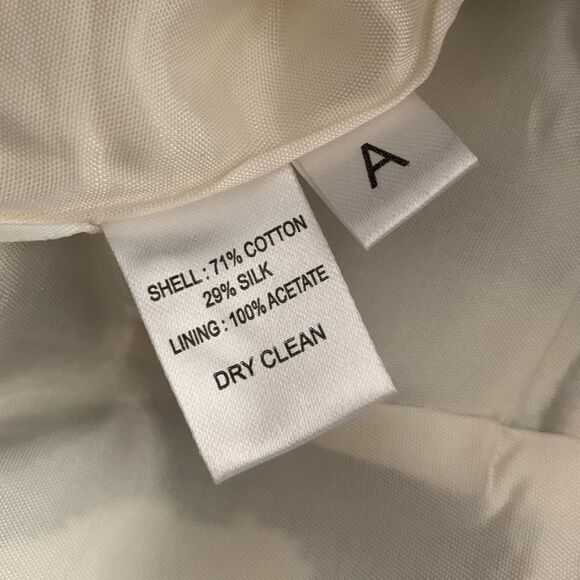 SHELL : 71% COTTON
29% SILK
LINING : 100% ACETATE
DRY CLEAN
A